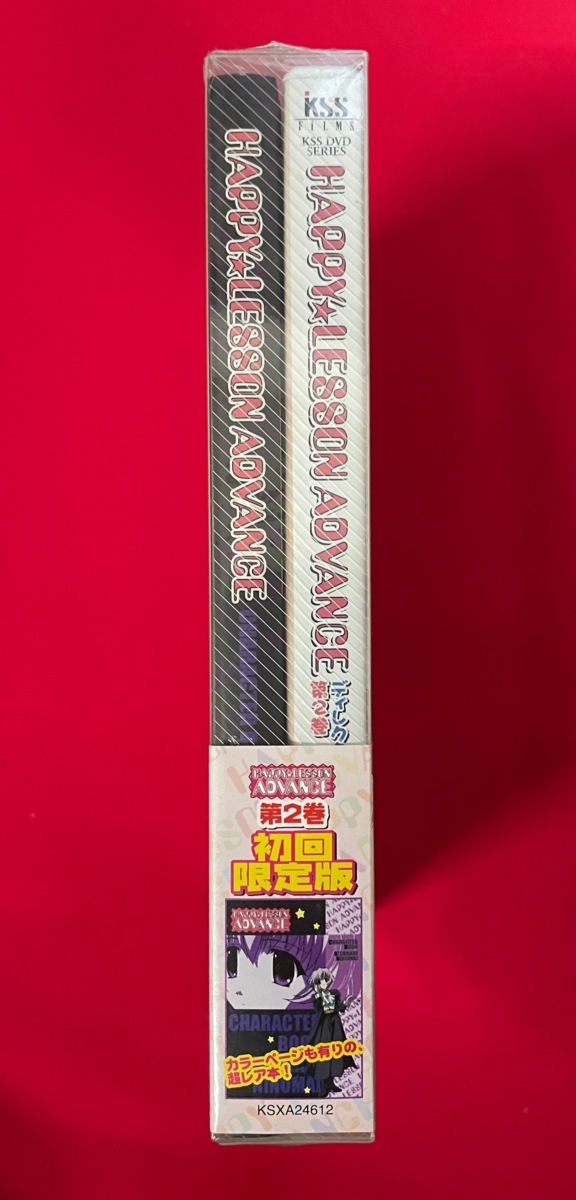 HAPPY★LESSON ADVANCE
KSS
FILMS
KSS DVD
SERIES
HAPPY★LESSON ADVANCE
ディレク
第2巻
HAPPY★LESSON
ADVANCE
第2巻
初回
限定版
HAPPY★LESSON
ADVANCE
CHARACTE
カラーページも有りの、
超レア本!
KSXA24612